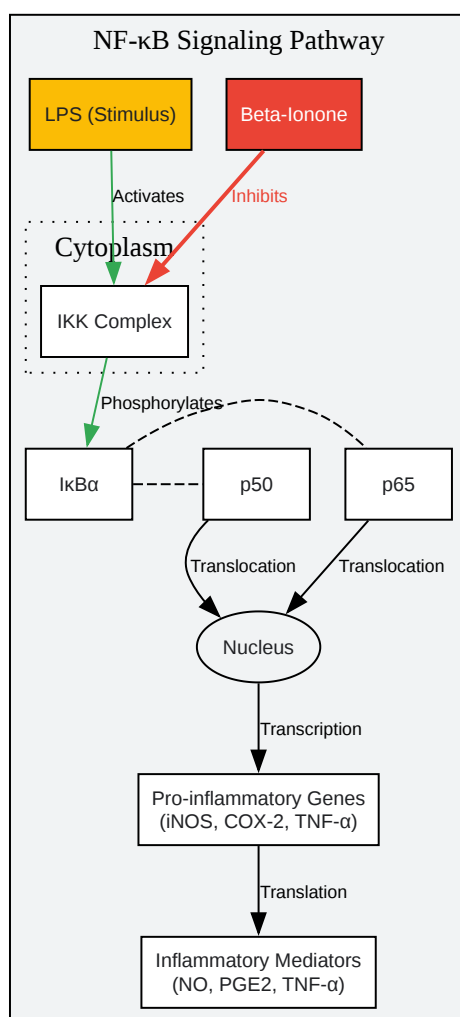 NF-κB Signaling Pathway
LPS (Stimulus)
Beta-Ionone
Activates
Inhibits
Cytoplasm
IKK Complex
Phosphorylates
IκBα
p50
p65
Translocation
Translocation
Nucleus
Transcription
Pro-inflammatory Genes
(iNOS, COX-2, TNF-α)
Translation
Inflammatory Mediators
(NO, PGE2, TNF-α)